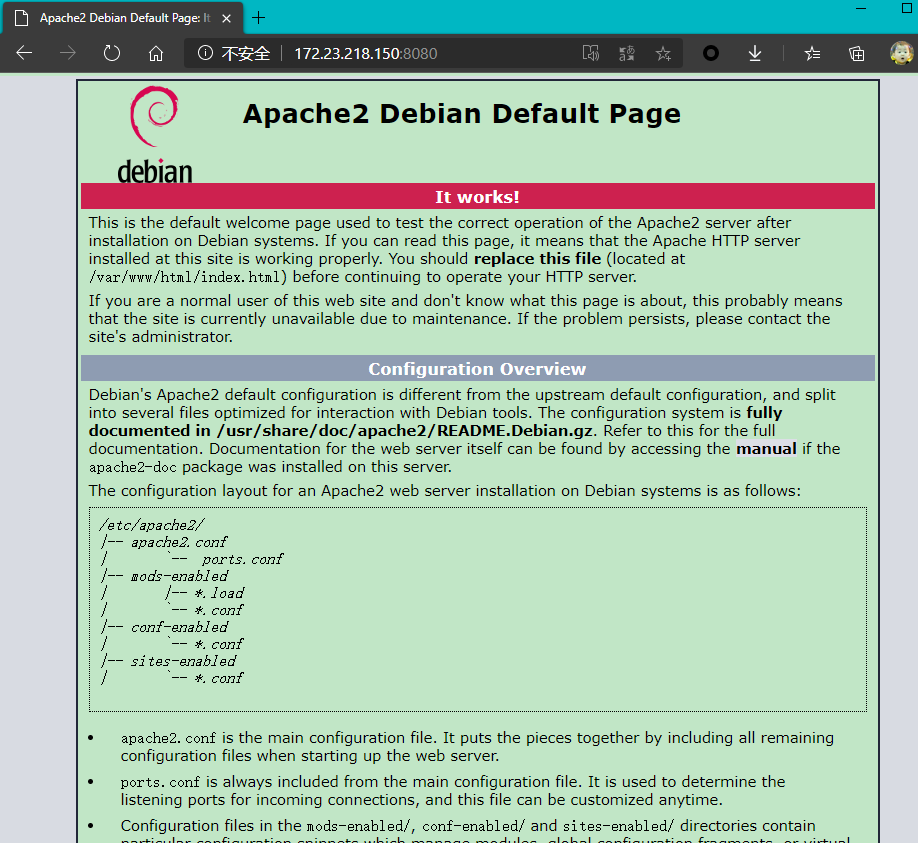 Apache2 Debian Default Page: It
不安全 172.23.218.150:8080
debian
Apache2 Debian Default Page
It works!
This is the default welcome page used to test the correct operation of the Apache2 server after
installation on Debian systems. If you can read this page, it means that the Apache HTTP server
installed at this site is working properly. You should replace this file (located at
/var/www/html/index.html) before continuing to operate your HTTP server.
If you are a normal user of this web site and don't know what this page is about, this probably means
that the site is currently unavailable due to maintenance. If the problem persists, please contact the
site's administrator.
Configuration Overview
Debian's Apache2 default configuration is different from the upstream default configuration, and split
into several files optimized for interaction with Debian tools. The configuration system is fully
documented in /usr/share/doc/apache2/README.Debian.gz. Refer to this for the full
documentation. Documentation for the web server itself can be found by accessing the manual if the
apache2-doc package was installed on this server.
The configuration layout for an Apache2 web server installation on Debian systems is as follows:
/etc/apache2/
|-- apache2.conf
|       `--  ports.conf
|-- mods-enabled
|       |-- *.load
|       `-- *.conf
|-- conf-enabled
|       `-- *.conf
|-- sites-enabled
|       `-- *.conf
• apache2.conf is the main configuration file. It puts the pieces together by including all remaining
configuration files when starting up the web server.
• ports.conf is always included from the main configuration file. It is used to determine the
listening ports for incoming connections, and this file can be customized anytime.
• Configuration files in the mods-enabled/, conf-enabled/ and sites-enabled/ directories contain
particular configuration snippets which manage modules, global configuration fragments, or virtual